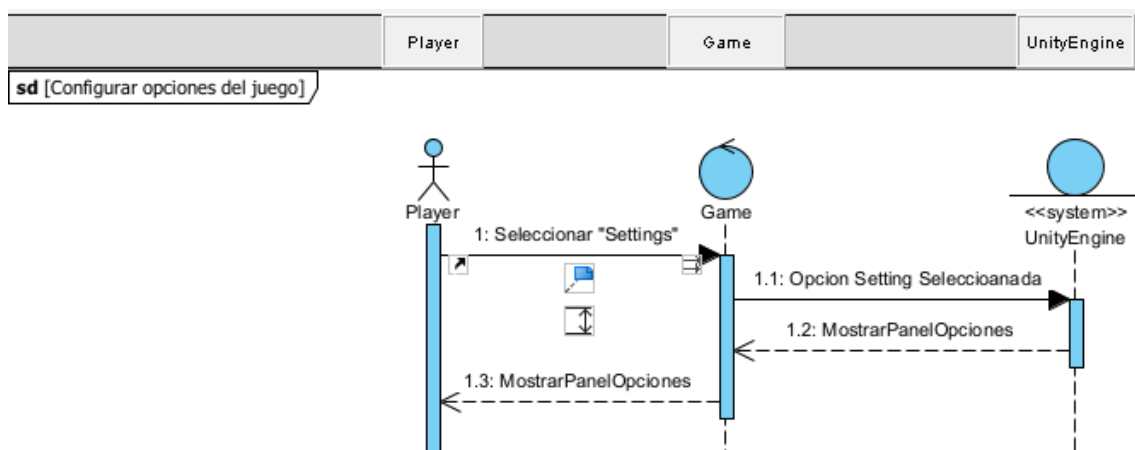 Player Game UnityEngine
sd [Configurar opciones del juego]
Player
Game
<<system>>
UnityEngine
1: Seleccionar "Settings"
1.1: Opcion Setting Seleccioanada
1.2: MostrarPanelOpciones
1.3: MostrarPanelOpciones